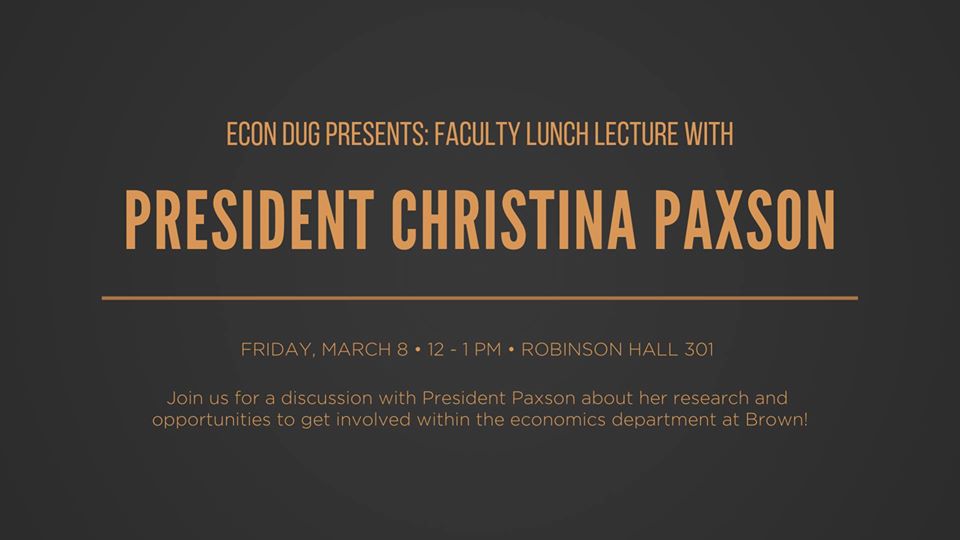 ECON DUG PRESENTS: FACULTY LUNCH LECTURE WITH
PRESIDENT CHRISTINA PAXSON
FRIDAY, MARCH 8 • 12 - 1 PM • ROBINSON HALL 301
Join us for a discussion with President Paxson about her research and
opportunities to get involved within the economics department at Brown!